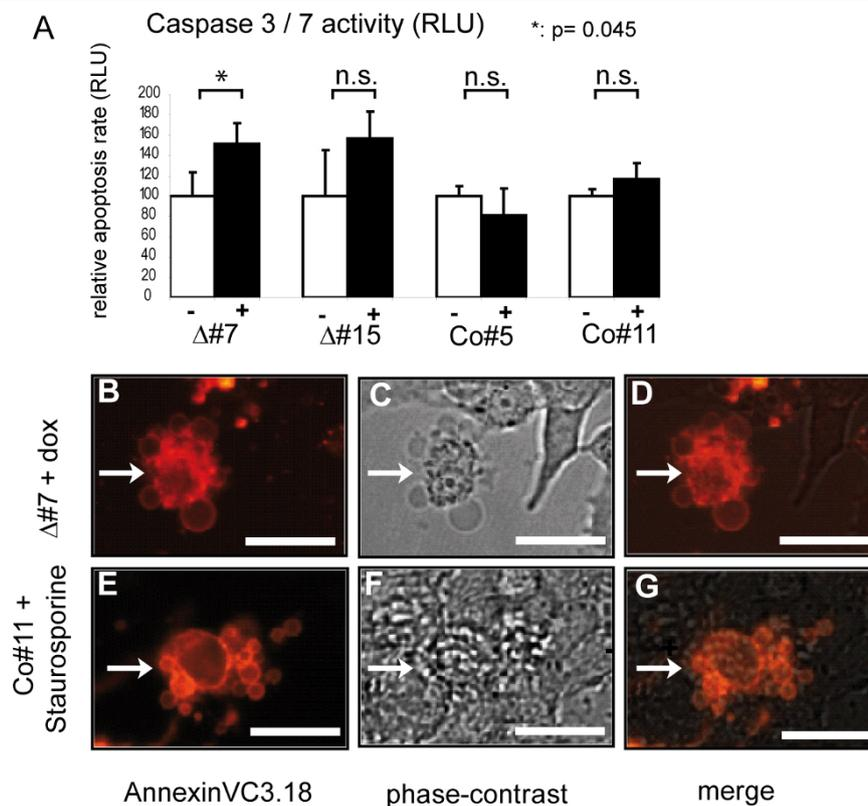 A
Caspase 3 / 7 activity (RLU)
*: p= 0.045
relative apoptosis rate (RLU)
200
180
160
140
120
100
80
60
40
20
0
* n.s. n.s. n.s.
- + - + - + - +
Δ#7 Δ#15 Co#5 Co#11
B C D
Δ#7 + dox
E F G
Co#11 +
Staurosporine
AnnexinVC3.18 phase-contrast merge